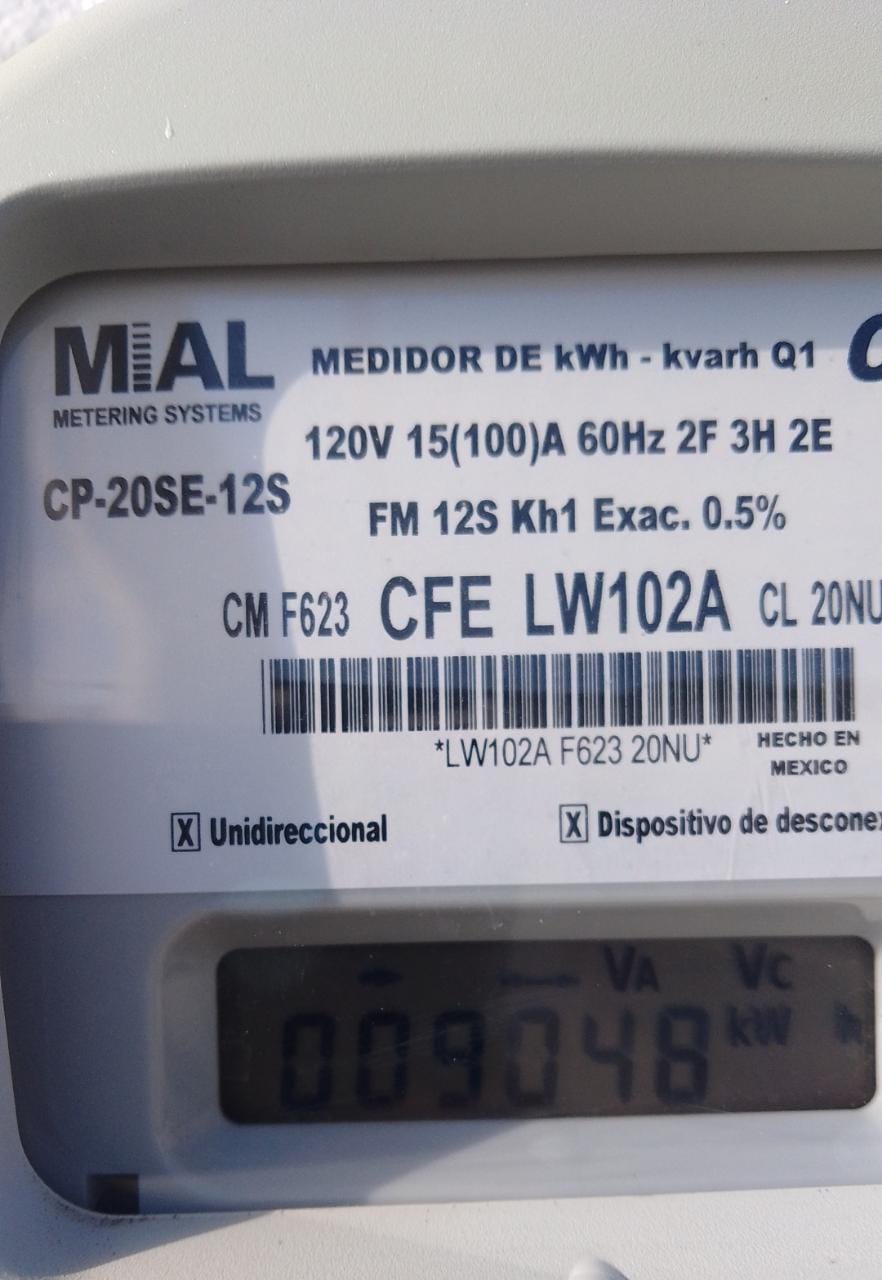 MIAL
METERING SYSTEMS
MEDIDOR DE kWh - kvarh Q1
120V 15(100)A 60Hz 2F 3H 2E
CP-20SE-12S
FM 12S Kh1 Exac. 0.5%
CM F623 CFE LW102A CL 20NU
*LW102A F623 20NU*
HECHO EN
MEXICO
X Unidireccional
X Dispositivo de
VA VC
009048 kWh